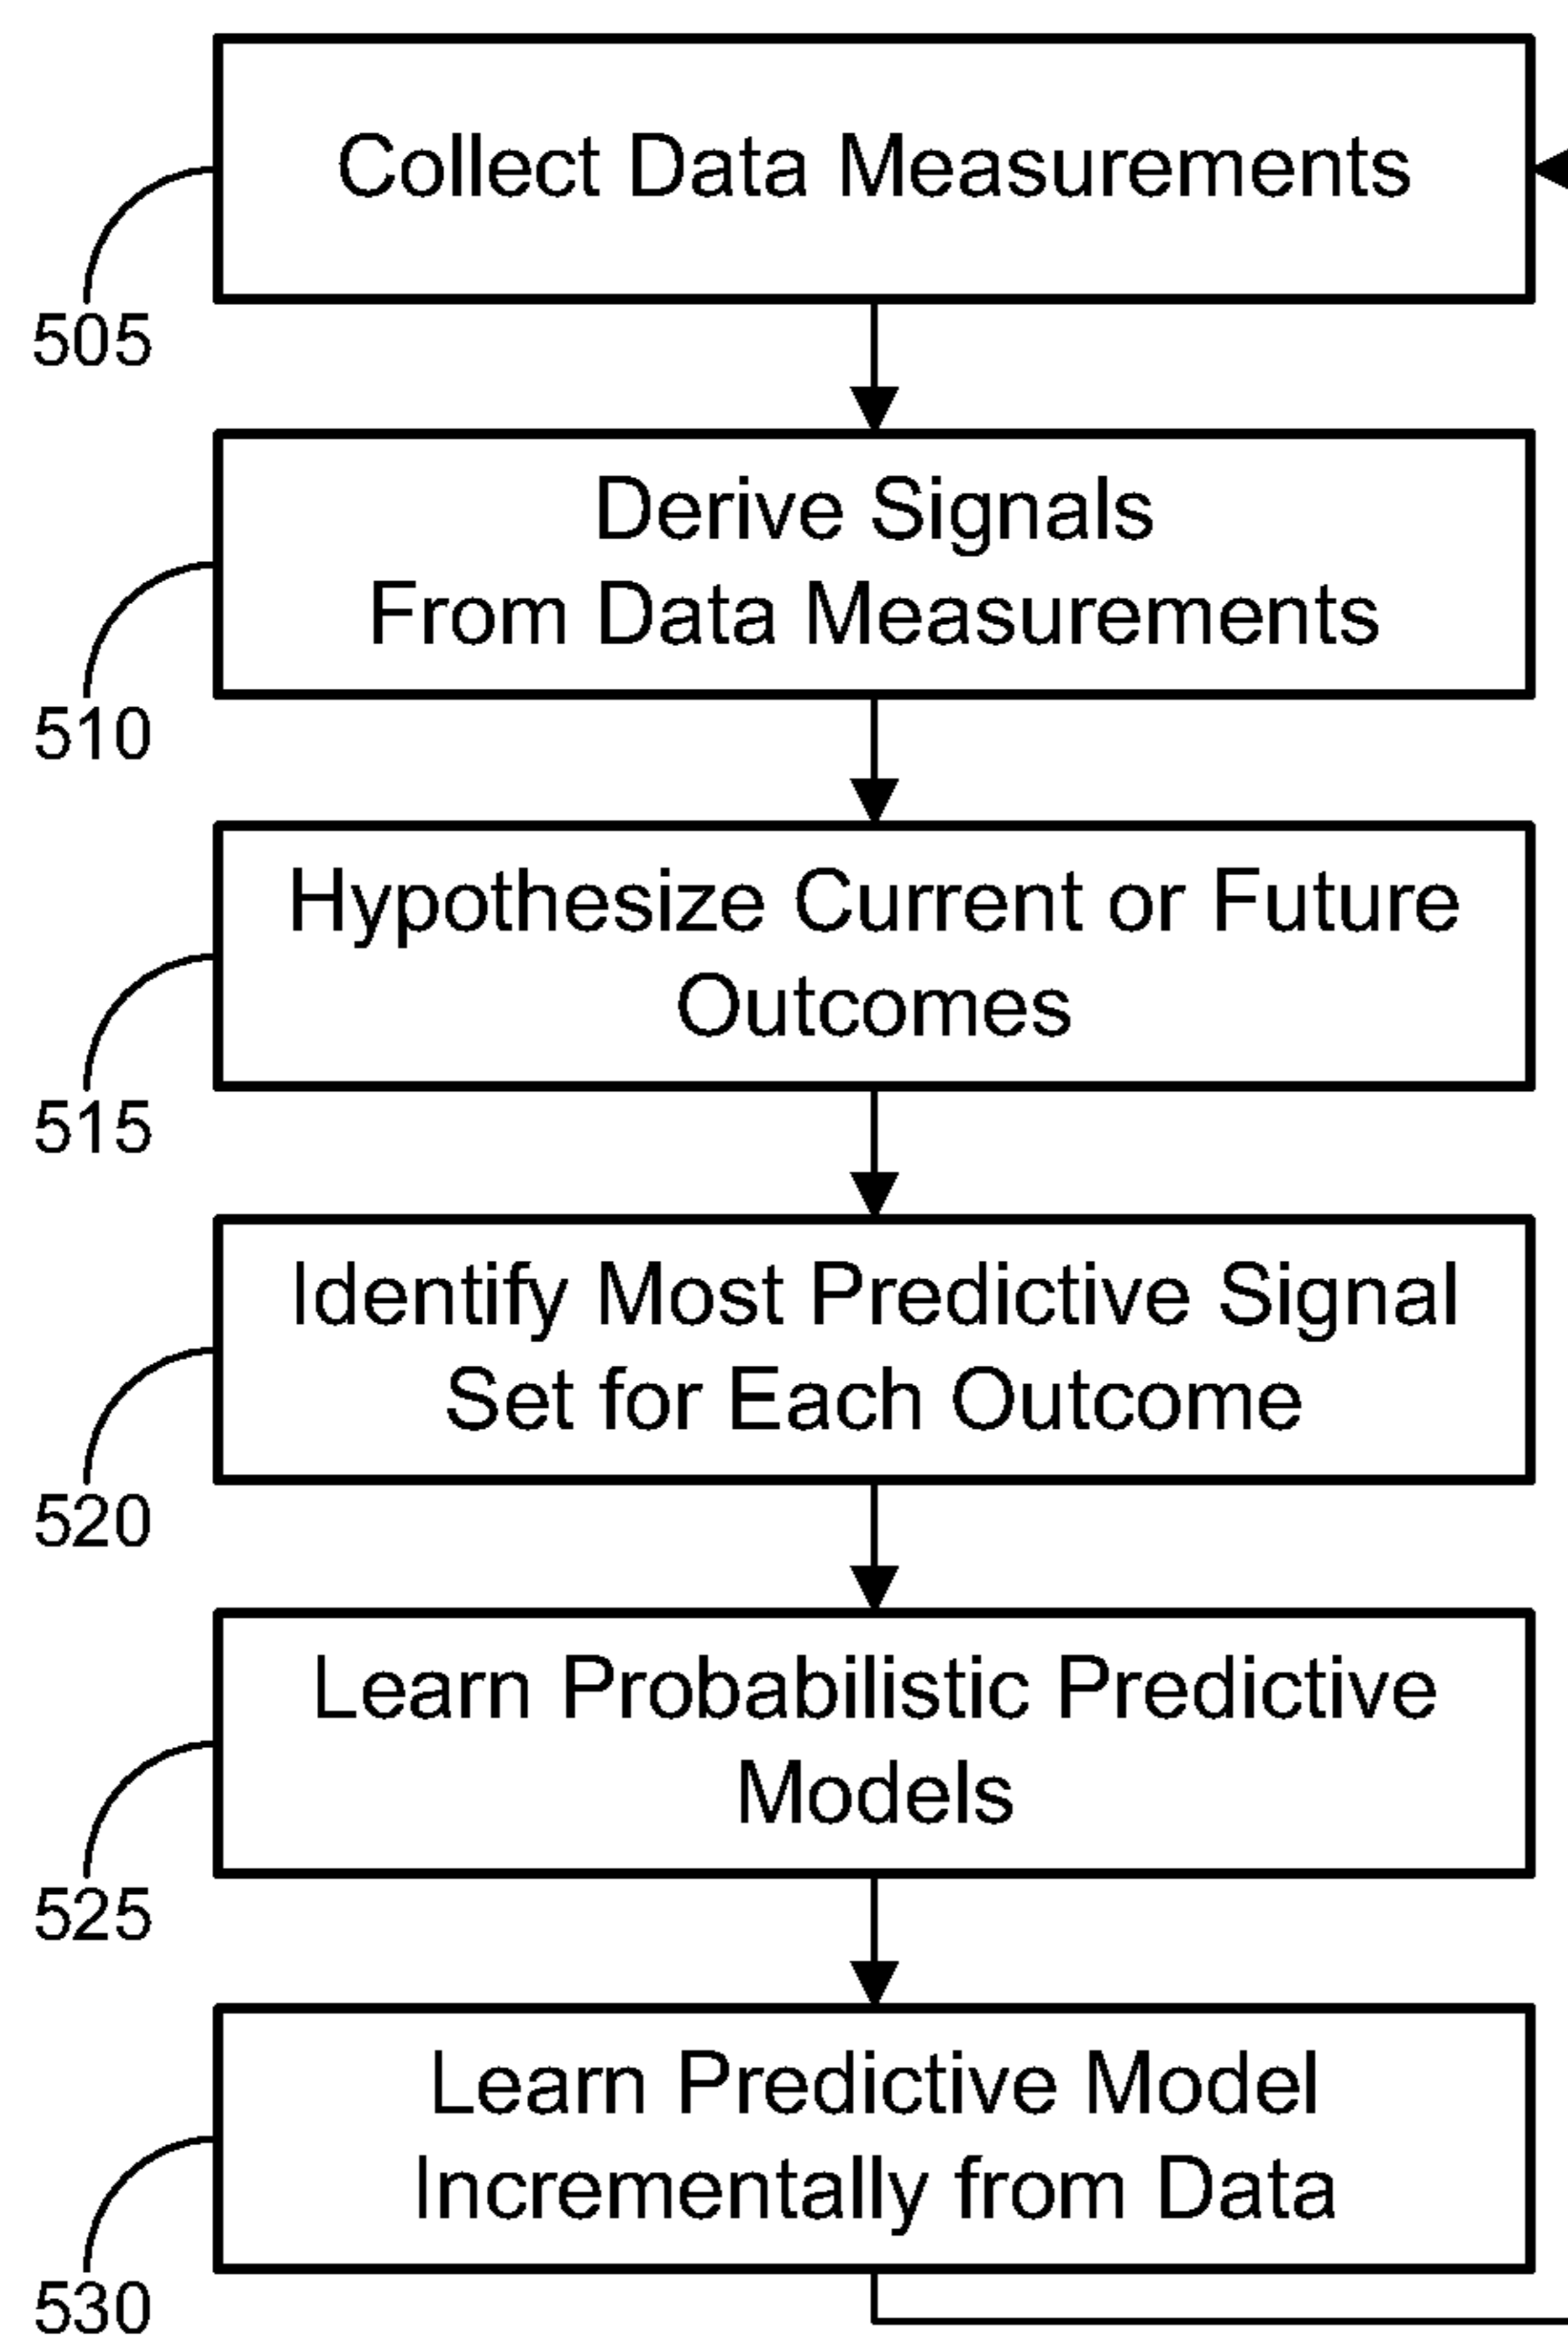 Collect Data Measurements
505
Derive Signals
From Data Measurements
510
Hypothesize Current or Future
Outcomes
515
Identify Most Predictive Signal
Set for Each Outcome
520
Learn Probabilistic Predictive
Models
525
Learn Predictive Model
Incrementally from Data
530